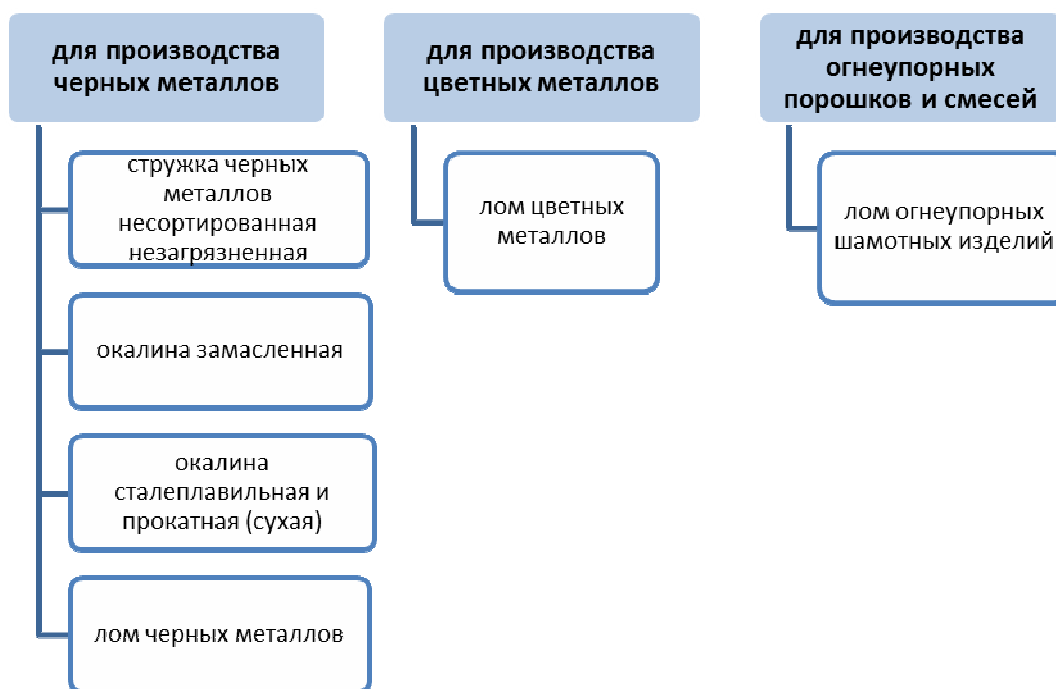 для производства
черных металлов
стружка черных
металлов
несортированная
незагрязненная
окалина замасленная
окалина
сталеплавильная и
прокатная (сухая)
лом черных металлов
для производства
цветных металлов
лом цветных
металлов
для производства
огнеупорных
порошков и смесей
лом огнеупорных
шамотных изделий